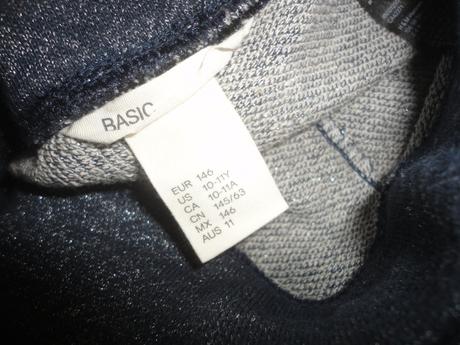 BASIC
EUR 146
US 10-11Y
CA 10-11A
CN 145/63
MX 146
AUS 11